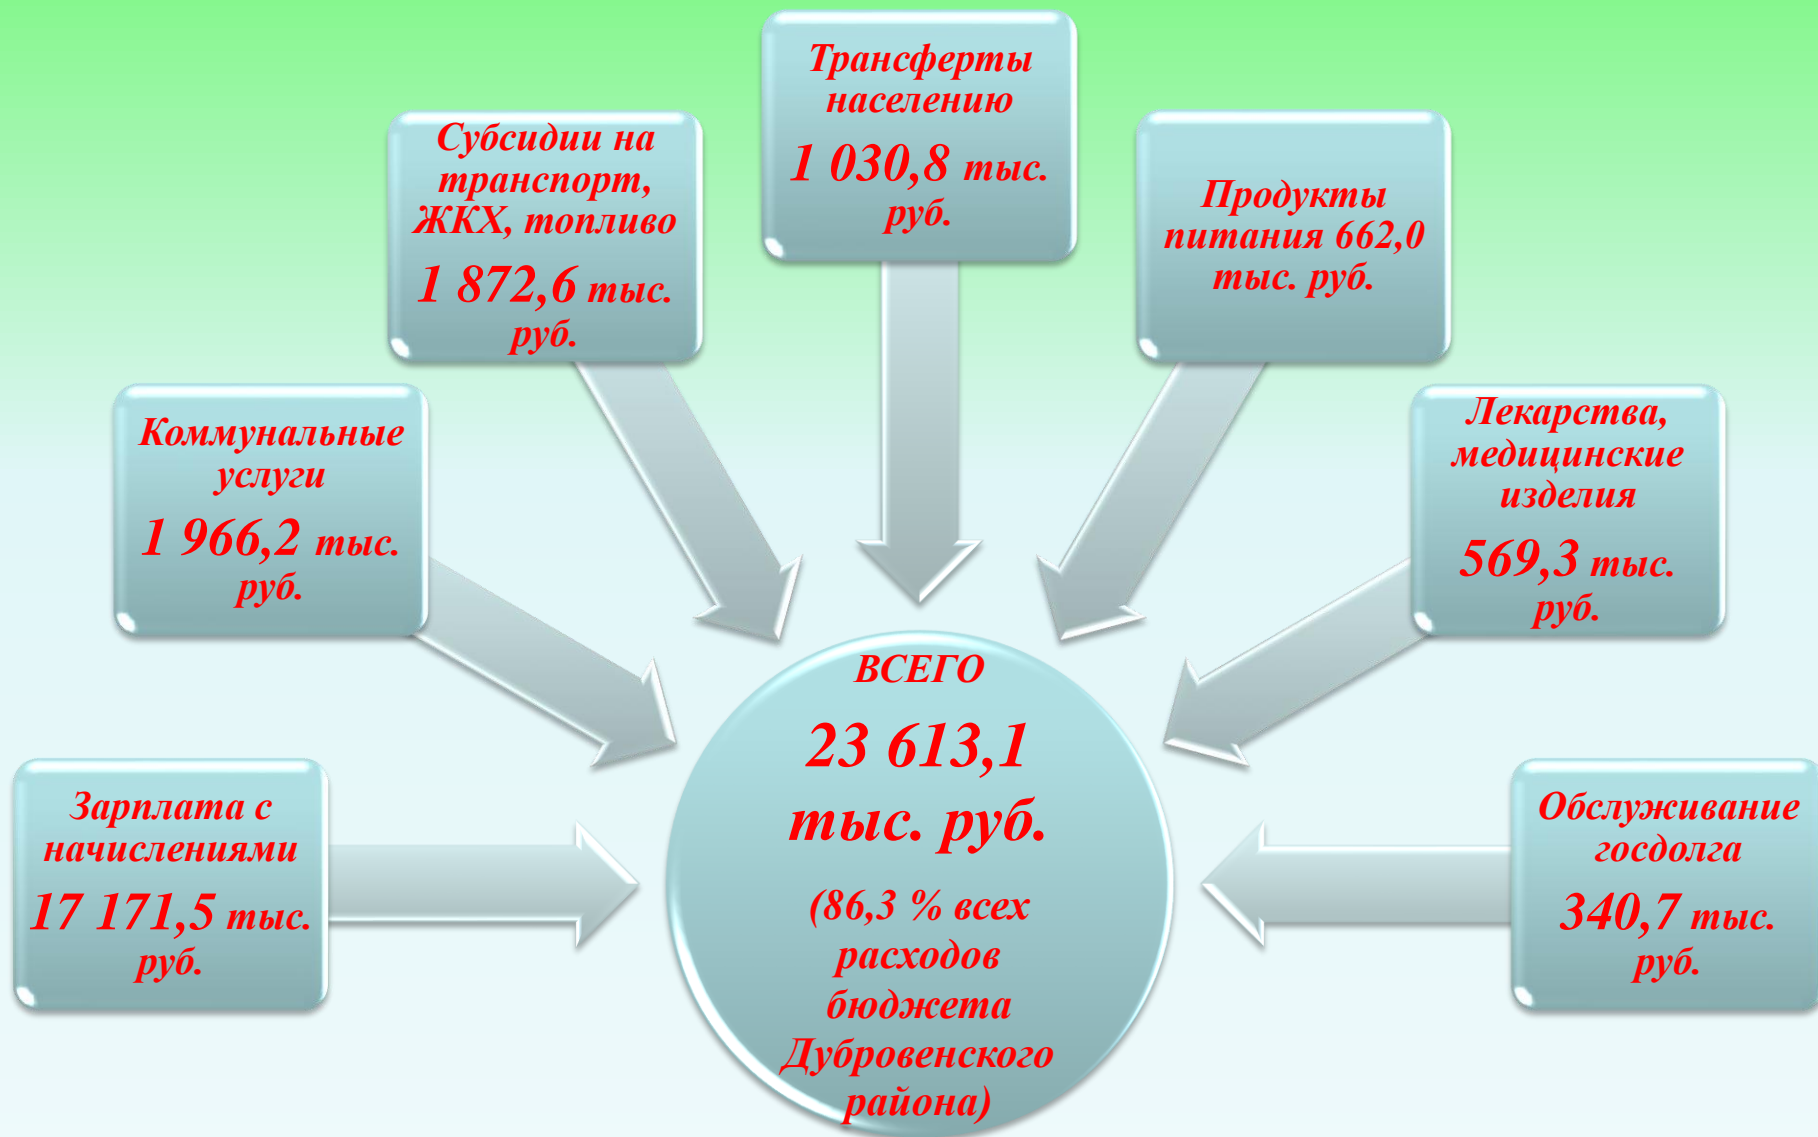 Трансферты
населению
1 030,8 тыс.
руб.
Субсидии на
транспорт,
ЖКХ, топливо
1 872,6 тыс.
руб.
Продукты
питания 662,0
тыс. руб.
Коммунальные
услуги
1 966,2 тыс.
руб.
Лекарства,
медицинские
изделия
569,3 тыс.
руб.
Зарплата с
начислениями
17 171,5 тыс.
руб.
ВСЕГО
23 613,1
тыс. руб.
(86,3 % всех
расходов
бюджета
Дубровенского
района)
Обслуживание
госдолга
340,7 тыс.
руб.